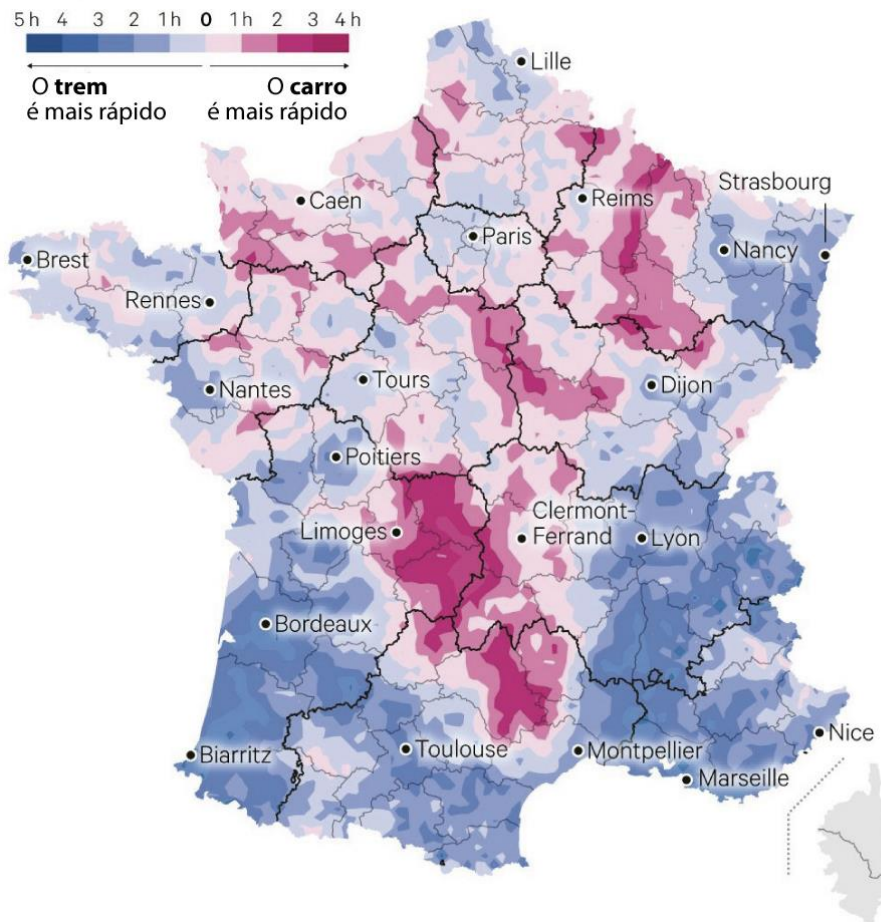 5 h 4 3 2 1 h 0 1 h 2 3 4 h
O trem
é mais rápido
O carro
é mais rápido
Lille
Strasbourg
Caen
Reims
Paris
Nancy
Brest
Rennes
Nantes
Tours
Dijon
Poitiers
Limoges
Clermont-
Ferrand
Lyon
Bordeaux
Biarritz
Toulouse
Montpellier
Nice
Marseille